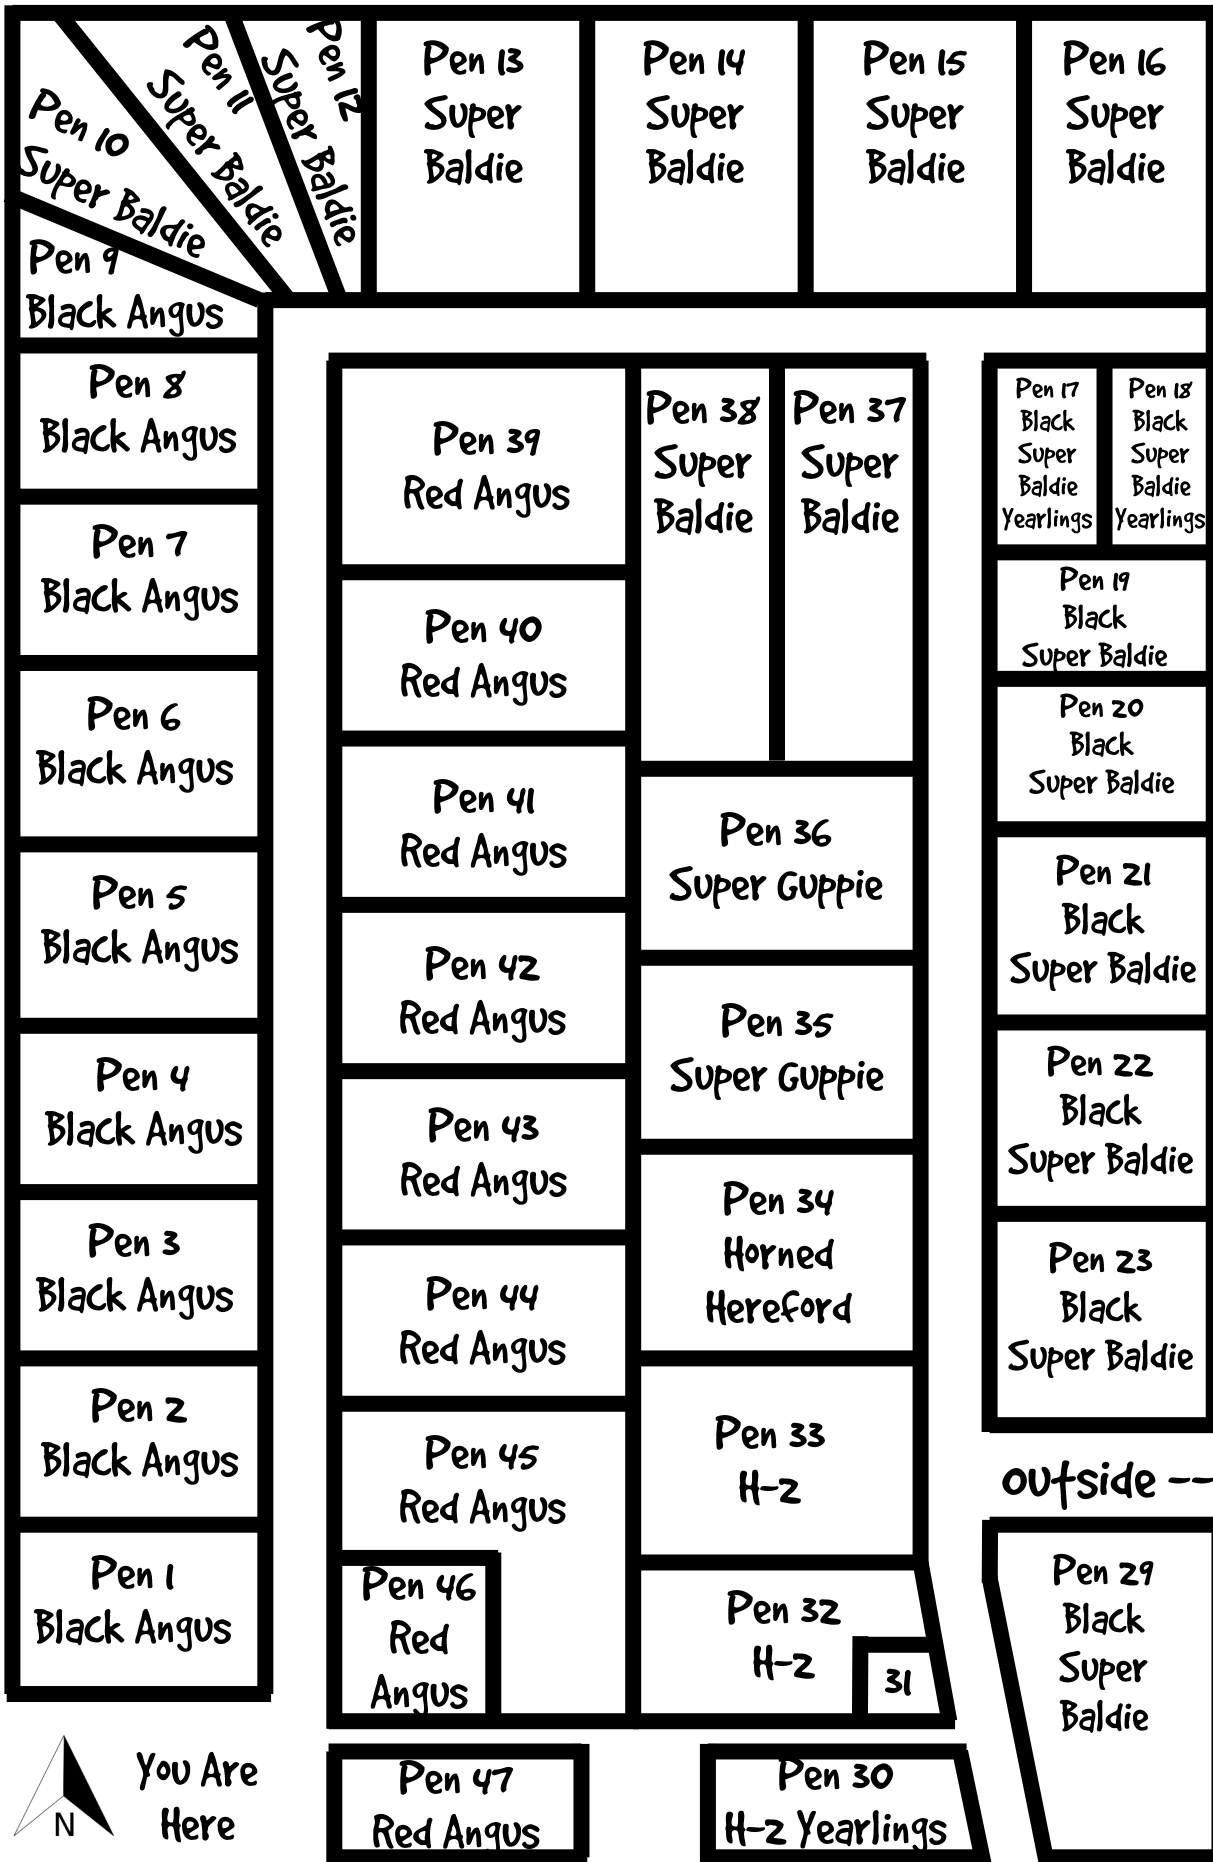 Pen 10
Super Baldie
Pen 11
Super Baldie
Pen 12
Super Baldie
Pen 13
Super
Baldie
Pen 14
Super
Baldie
Pen 15
Super
Baldie
Pen 16
Super
Baldie
Pen 9
Black Angus
Pen 8
Black Angus
Pen 7
Black Angus
Pen 6
Black Angus
Pen 5
Black Angus
Pen 4
Black Angus
Pen 3
Black Angus
Pen 2
Black Angus
Pen 1
Black Angus
Pen 39
Red Angus
Pen 40
Red Angus
Pen 41
Red Angus
Pen 42
Red Angus
Pen 43
Red Angus
Pen 44
Red Angus
Pen 45
Red Angus
Pen 46
Red
Angus
Pen 38
Super
Baldie
Pen 37
Super
Baldie
Pen 36
Super Guppie
Pen 35
Super Guppie
Pen 34
Horned
Hereford
Pen 33
H-2
Pen 32
H-2
31
Pen 17
Black
Super
Baldie
Yearlings
Pen 18
Black
Super
Baldie
Yearlings
Pen 19
Black
Super Baldie
Pen 20
Black
Super Baldie
Pen 21
Black
Super Baldie
Pen 22
Black
Super Baldie
Pen 23
Black
Super Baldie
outside --
Pen 29
Black
Super
Baldie
N
You Are
Here
Pen 47
Red Angus
Pen 30
H-2 Yearlings